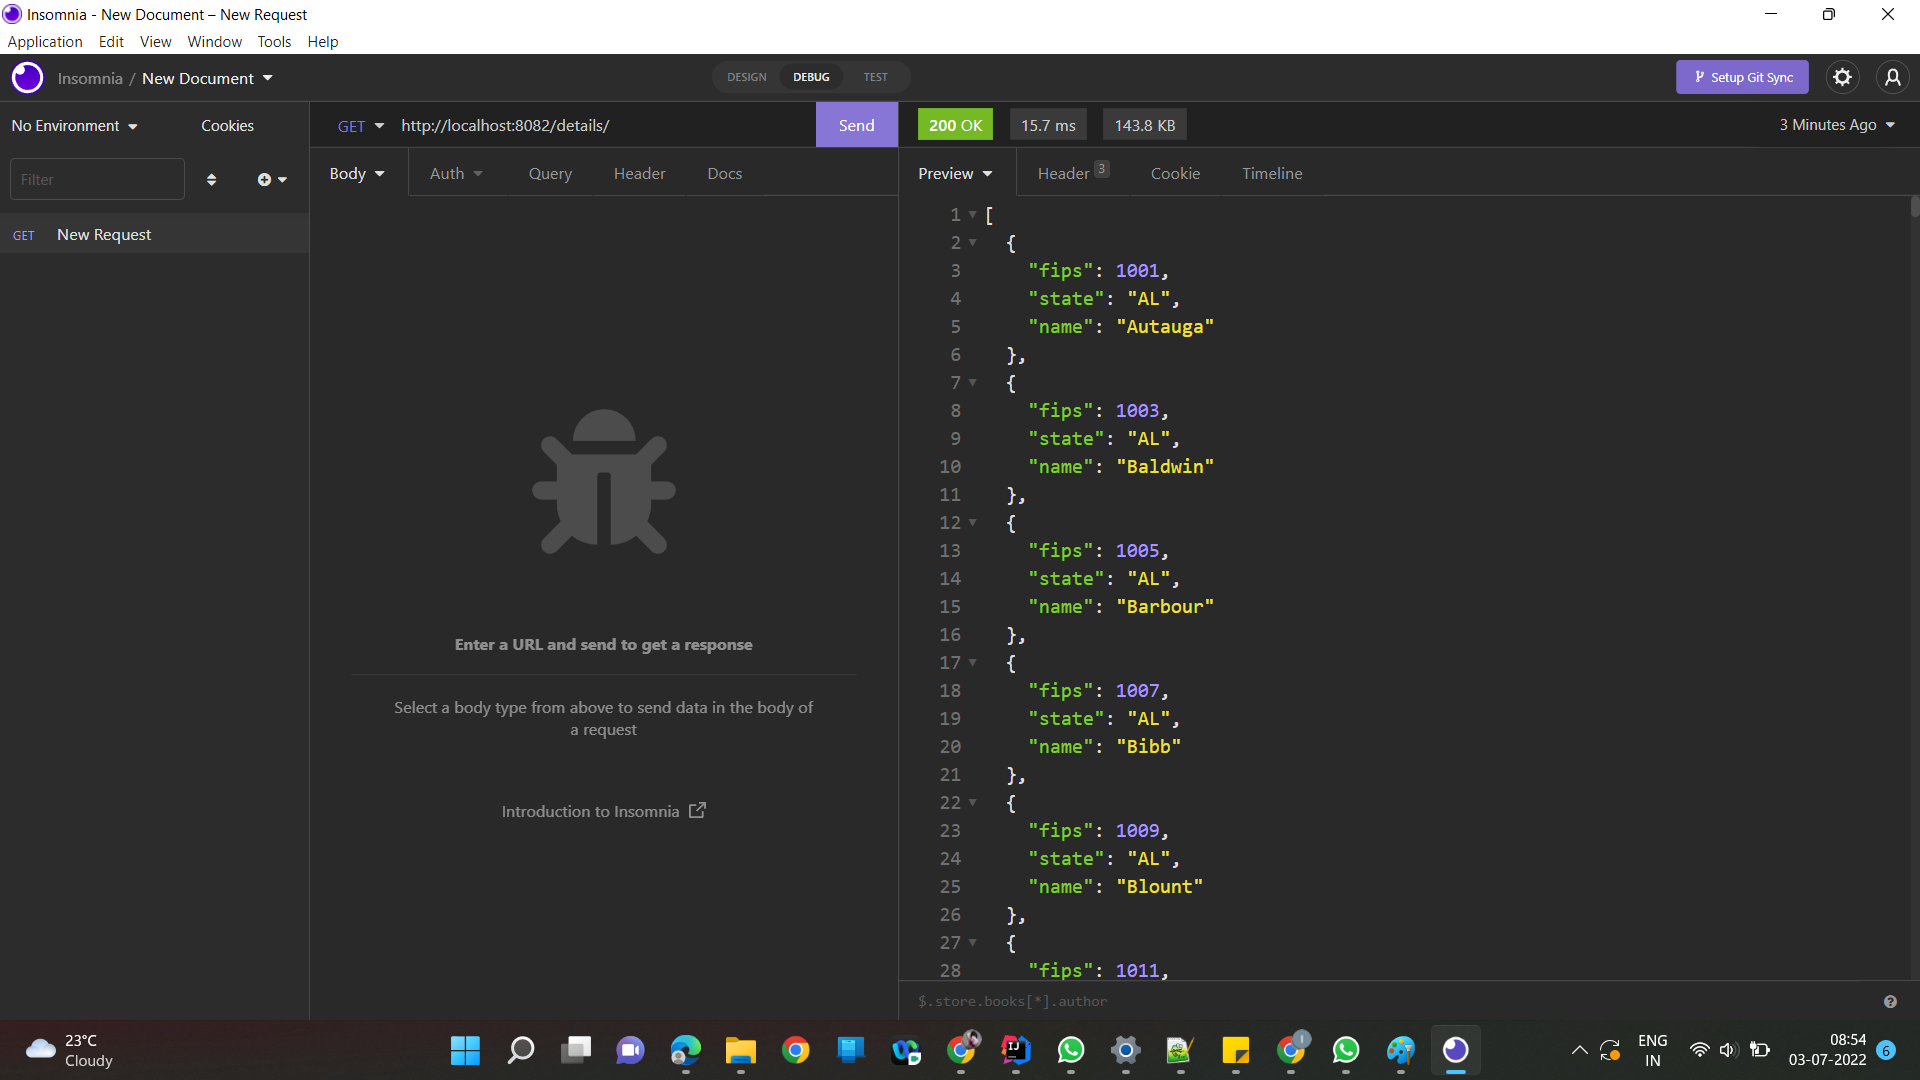 Insomnia - New Document – New Request
Application Edit View Window Tools Help
Insomnia / New Document
DESIGN DEBUG TEST
Setup Git Sync
No Environment
Cookies
GET http://localhost:8082/details/
Send
200 OK
15.7 ms
143.8 KB
3 Minutes Ago
Filter
GET New Request
Body
Auth
Query
Header
Docs
Enter a URL and send to get a response
Select a body type from above to send data in the body of
a request
Introduction to Insomnia
Preview
Header 3
Cookie
Timeline
1 [
2 {
3 "fips": 1001,
4 "state": "AL",
5 "name": "Autauga"
6 },
7 {
8 "fips": 1003,
9 "state": "AL",
10 "name": "Baldwin"
11 },
12 {
13 "fips": 1005,
14 "state": "AL",
15 "name": "Barbour"
16 },
17 {
18 "fips": 1007,
19 "state": "AL",
20 "name": "Bibb"
21 },
22 {
23 "fips": 1009,
24 "state": "AL",
25 "name": "Blount"
26 },
27 {
28 "fips": 1011,
$.store.books[*].author
?
23°C
Cloudy
IJ
ENG
IN
08:54
03-07-2022
6